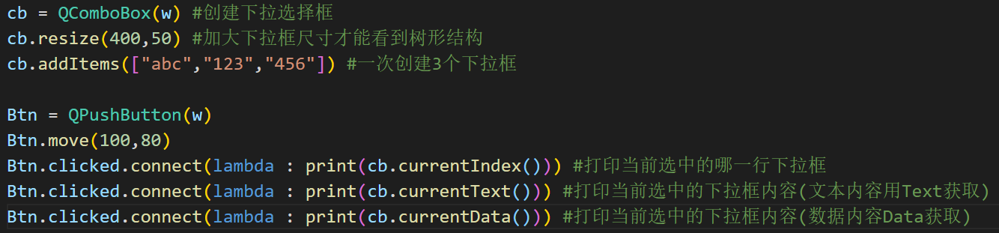 cb = QComboBox(w) #创建下拉选择框
cb.resize(400,50) #加大下拉框尺寸才能看到树形结构
cb.addItems(["abc","123","456"]) #一次创建3个下拉框
Btn = QPushButton(w)
Btn.move(100,80)
Btn.clicked.connect(lambda : print(cb.currentIndex())) #打印当前选中的哪一行下拉框
Btn.clicked.connect(lambda : print(cb.currentText())) #打印当前选中的下拉框内容(文本内容用Text获取)
Btn.clicked.connect(lambda : print(cb.currentData())) #打印当前选中的下拉框内容(数据内容Data获取)